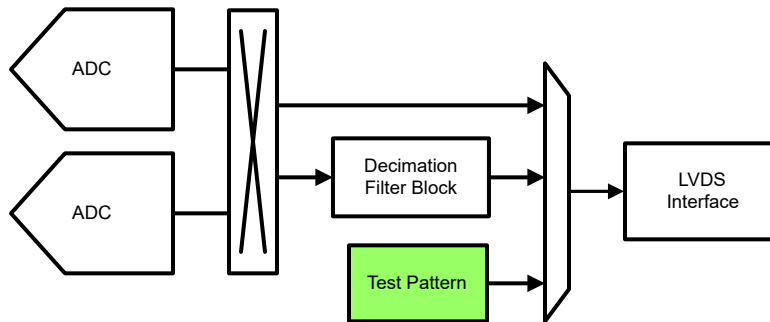 ADC
ADC
Decimation
Filter Block
Test Pattern
LVDS
Interface